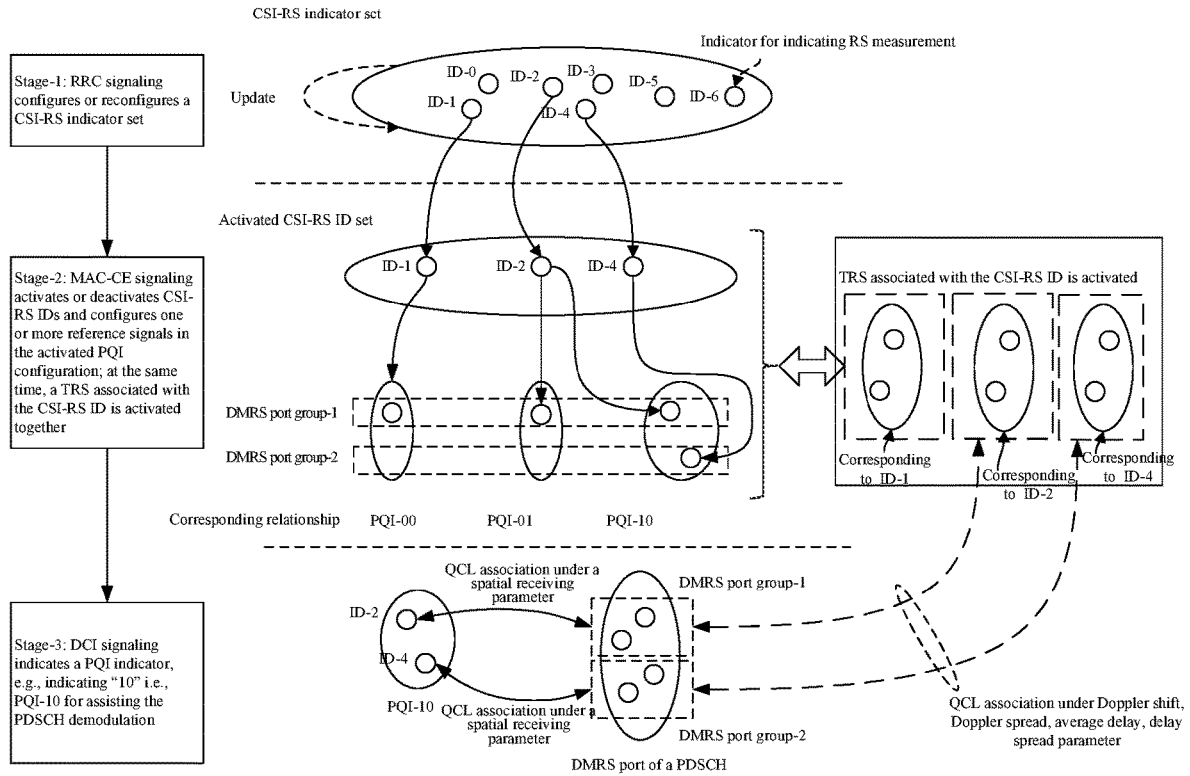 CSI-RS indicator set
Indicator for indicating RS measurement
Stage-1: RRC signaling
configures or reconfigures a
CSI-RS indicator set
Update
ID-0
ID-1
ID-2
ID-3
ID-4
ID-5
ID-6
Activated CSI-RS ID set
Stage-2: MAC-CE signaling
activates or deactivates CSI-
RS IDs and configures one
or more reference signals in
the activated PQI
configuration; at the same
time, a TRS associated with
the CSI-RS ID is activated
together
ID-1
ID-2
ID-4
DMRS port group-1
DMRS port group-2
Corresponding relationship
PQI-00
PQI-01
PQI-10
TRS associated with the CSI-RS ID is activated
Corresponding
to ID-1
Corresponding
to ID-2
Corresponding
to ID-4
Stage-3: DCI signaling
indicates a PQI indicator,
e.g., indicating “10” i.e.,
PQI-10 for assisting the
PDSCH demodulation
QCL association under a
spatial receiving
parameter
ID-2
ID-4
PQI-10
QCL association under a
spatial receiving
parameter
DMRS port group-1
DMRS port group-2
DMRS port of a PDSCH
QCL association under Doppler shift,
Doppler spread, average delay, delay
spread parameter